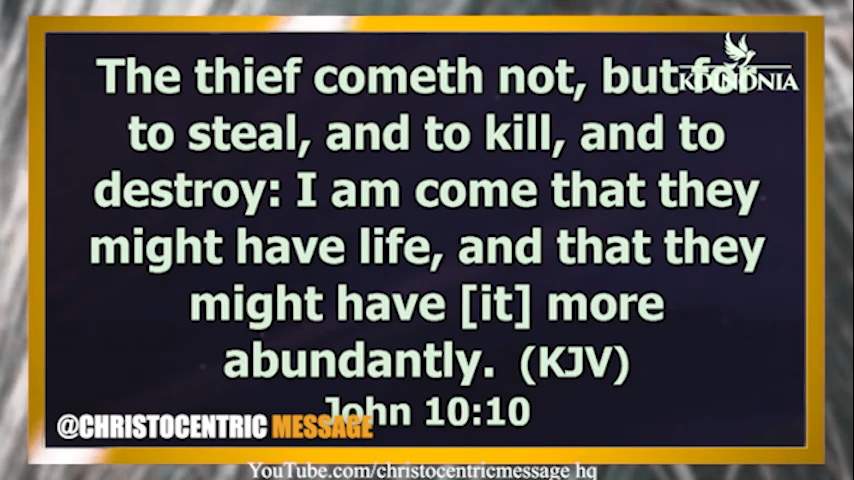 The thief cometh not, but for
KOINONIA
to steal, and to kill, and to
destroy: I am come that they
might have life, and that they
might have [it] more
abundantly. (KJV)
John 10:10
@CHRISTOCENTRIC MESSAGE
YouTube.com/christocentricmessage hq